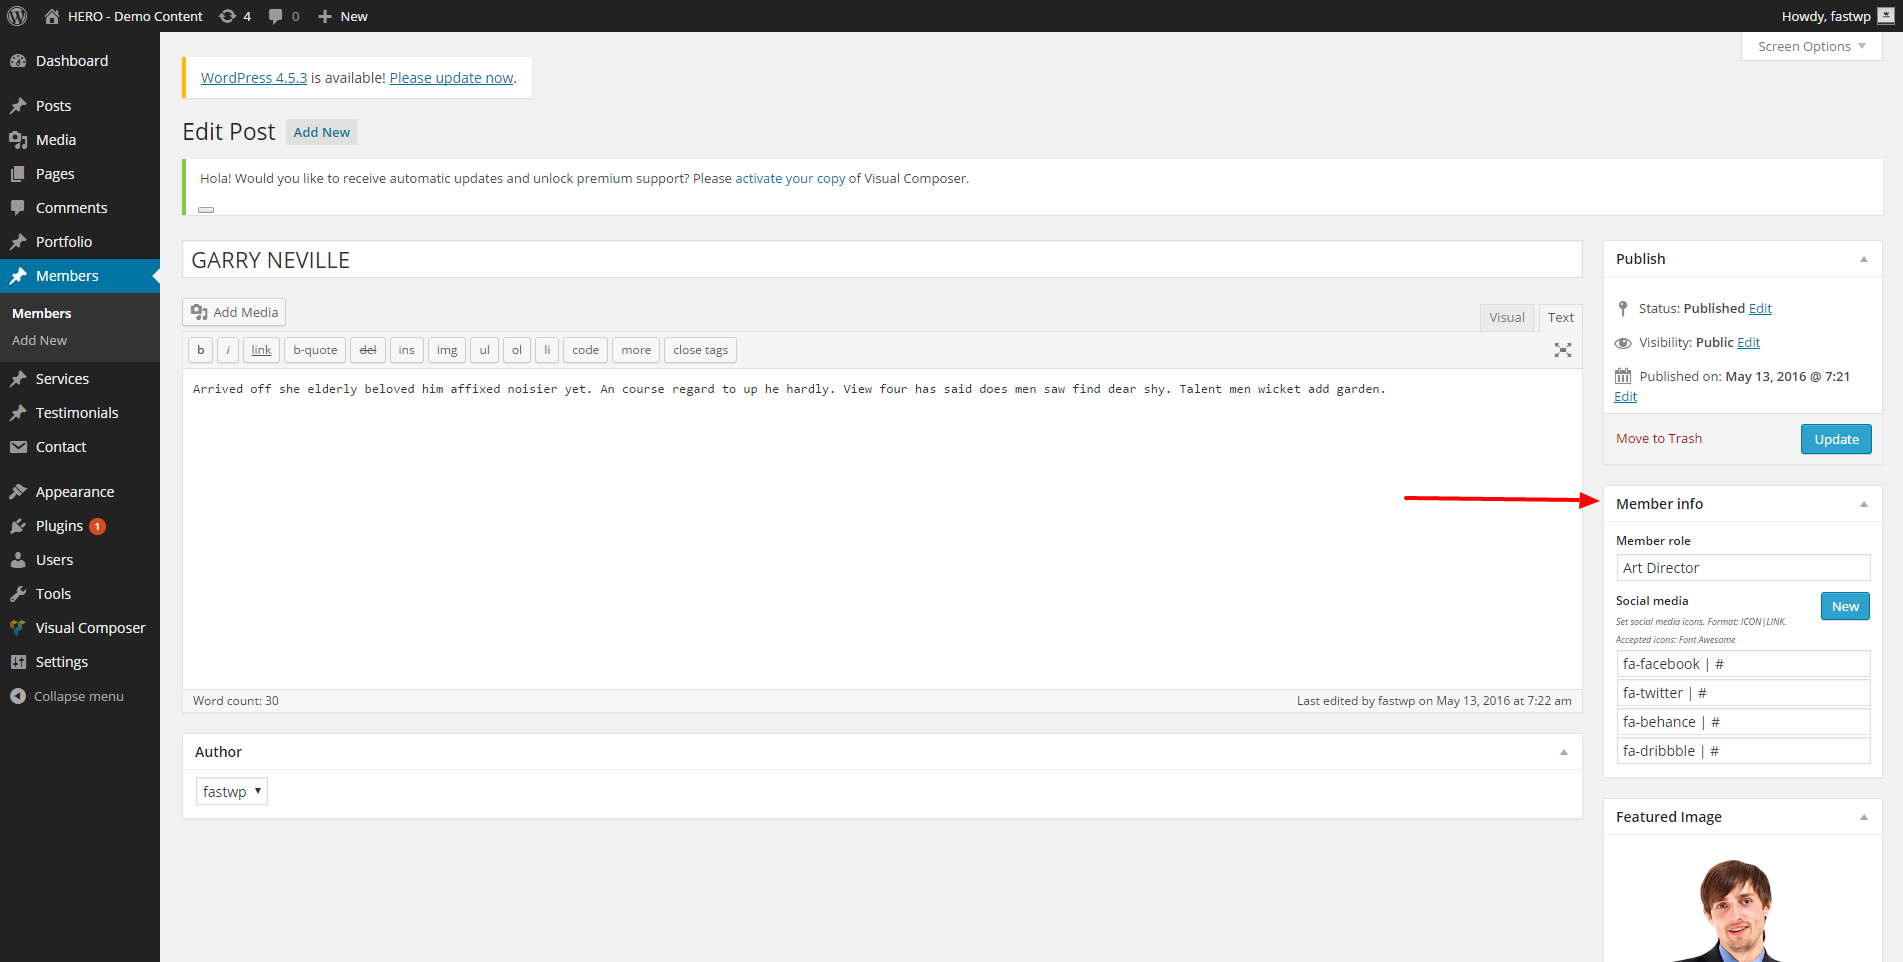 HERO - Demo Content 4 0 New Howdy, fastwp
Screen Options
Dashboard
Posts
Media
Pages
Comments
Portfolio
Members
Members
Add New
Services
Testimonials
Contact
Appearance
Plugins 1
Users
Tools
Visual Composer
Settings
Collapse menu
WordPress 4.5.3 is available! Please update now.
Edit Post Add New
Hola! Would you like to receive automatic updates and unlock premium support? Please activate your copy of Visual Composer.
GARRY NEVILLE
Add Media
Visual Text
b i link b-quote del ins img ul ol li code more close tags
Arrived off she elderly beloved him affixed noisier yet. An course regard to up he hardly. View four has said does men saw find dear shy. Talent men wicket add garden.
Word count: 30 Last edited by fastwp on May 13, 2016 at 7:22 am
Author
fastwp
Publish
Status: Published Edit
Visibility: Public Edit
Published on: May 13, 2016 @ 7:21
Edit
Move to Trash Update
Member info
Member role
Art Director
Social media New
Set social media icons. Format: ICON|LINK.
Accepted icons: Font Awesome
fa-facebook | #
fa-twitter | #
fa-behance | #
fa-dribbble | #
Featured Image